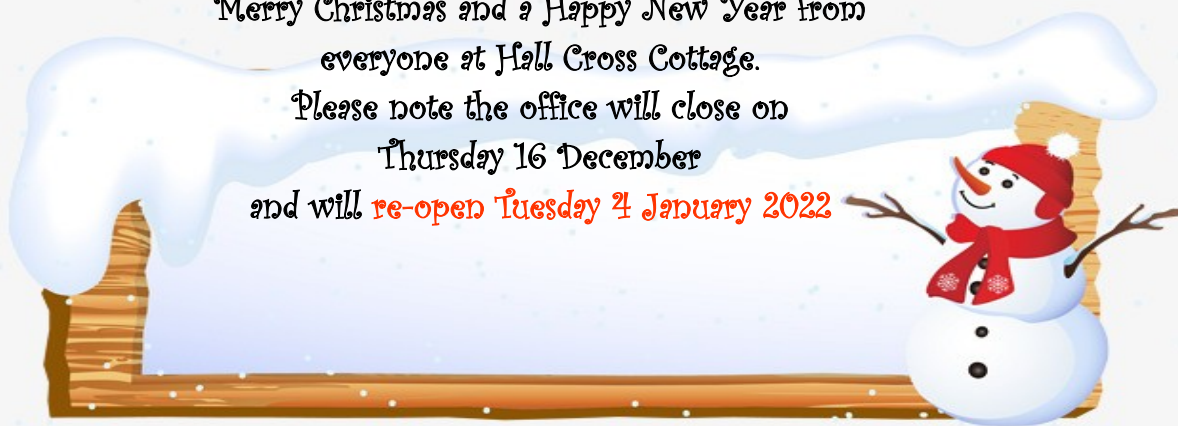 Merry Christmas and a Happy New Year from
everyone at Hall Cross Cottage.
Please note the office will close on
Thursday 16 December
and will re-open Tuesday 4 January 2022